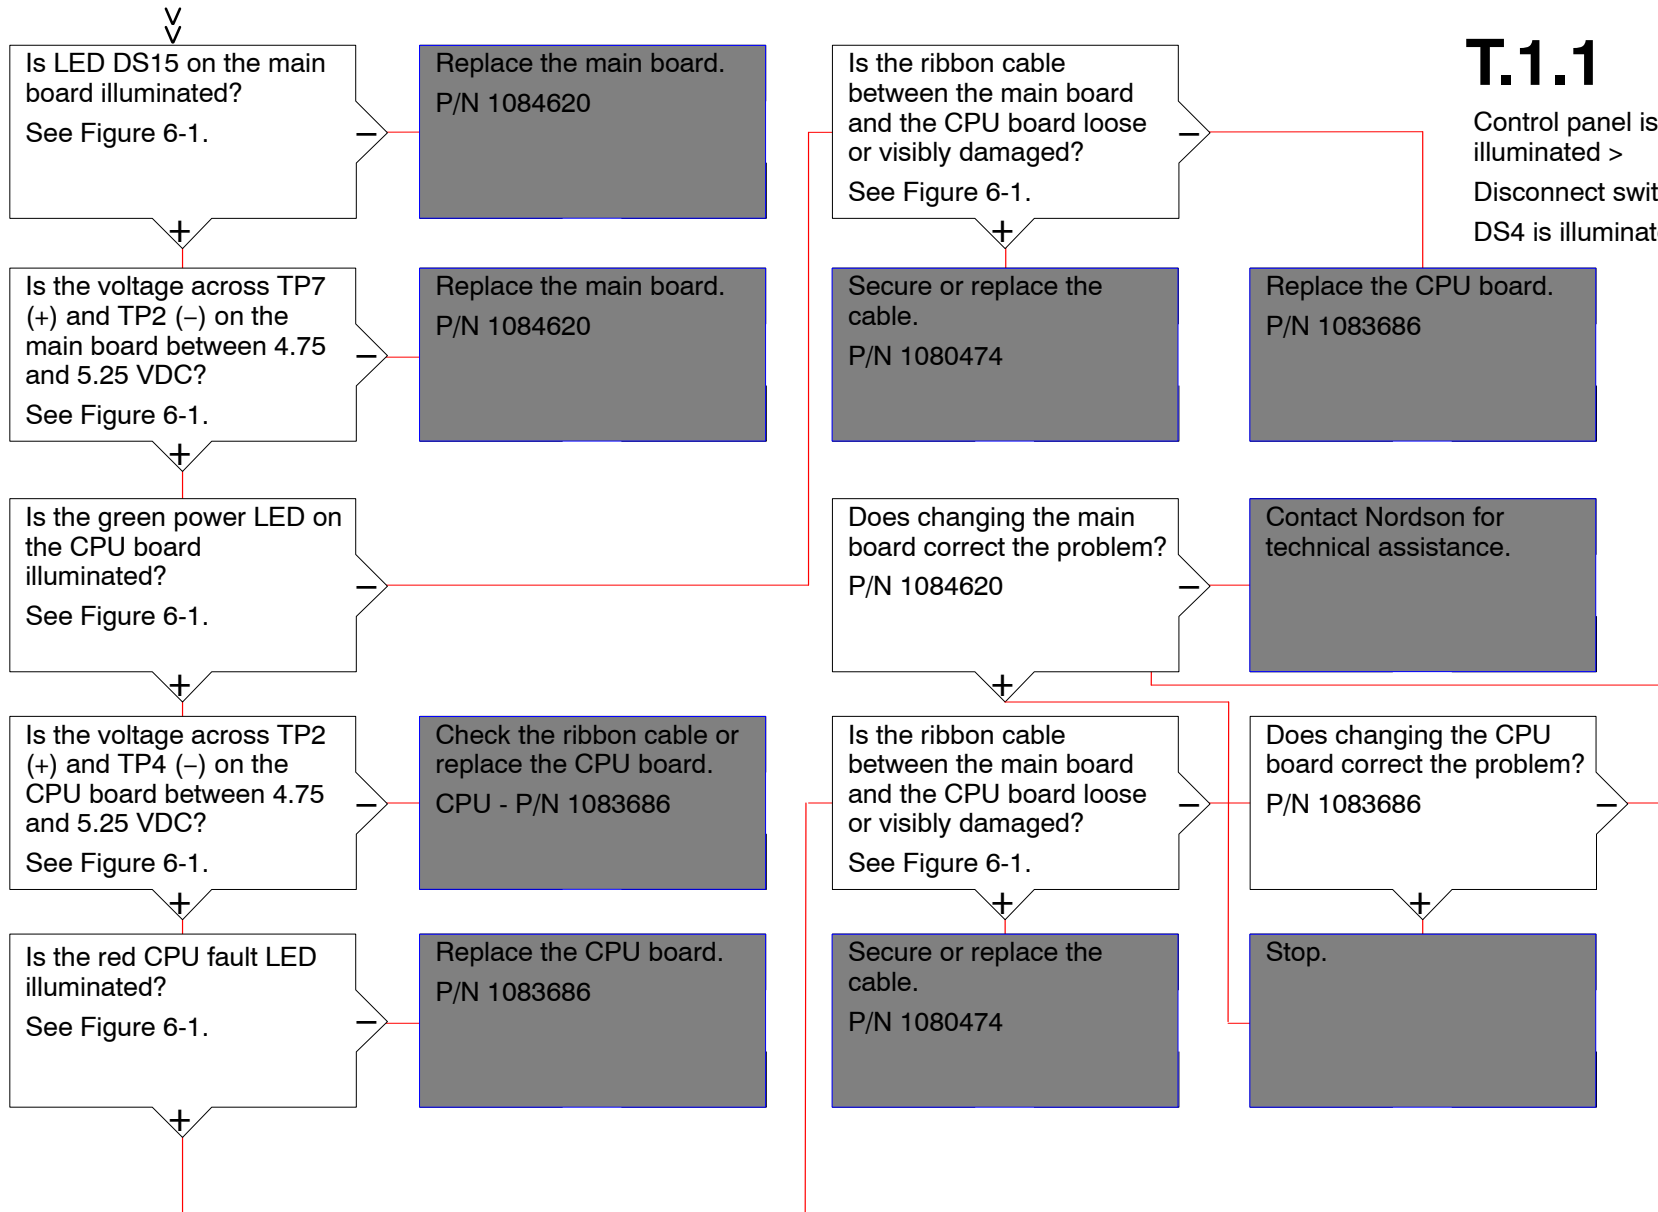 T.1.1
Control panel is
illuminated >
Disconnect swit
DS4 is illuminat
Is LED DS15 on the main
board illuminated?
See Figure 6-1.
−
+
Replace the main board.
P/N 1084620
Is the voltage across TP7
(+) and TP2 (−) on the
main board between 4.75
and 5.25 VDC?
See Figure 6-1.
−
+
Replace the main board.
P/N 1084620
Is the green power LED on
the CPU board
illuminated?
See Figure 6-1.
−
+
Is the voltage across TP2
(+) and TP4 (−) on the
CPU board between 4.75
and 5.25 VDC?
See Figure 6-1.
−
+
Check the ribbon cable or
replace the CPU board.
CPU - P/N 1083686
Is the red CPU fault LED
illuminated?
See Figure 6-1.
−
+
Replace the CPU board.
P/N 1083686
Is the ribbon cable
between the main board
and the CPU board loose
or visibly damaged?
See Figure 6-1.
−
+
Secure or replace the
cable.
P/N 1080474
Replace the CPU board.
P/N 1083686
Does changing the main
board correct the problem?
P/N 1084620
−
+
Contact Nordson for
technical assistance.
Is the ribbon cable
between the main board
and the CPU board loose
or visibly damaged?
See Figure 6-1.
−
+
Does changing the CPU
board correct the problem?
P/N 1083686
−
+
Secure or replace the
cable.
P/N 1080474
Stop.